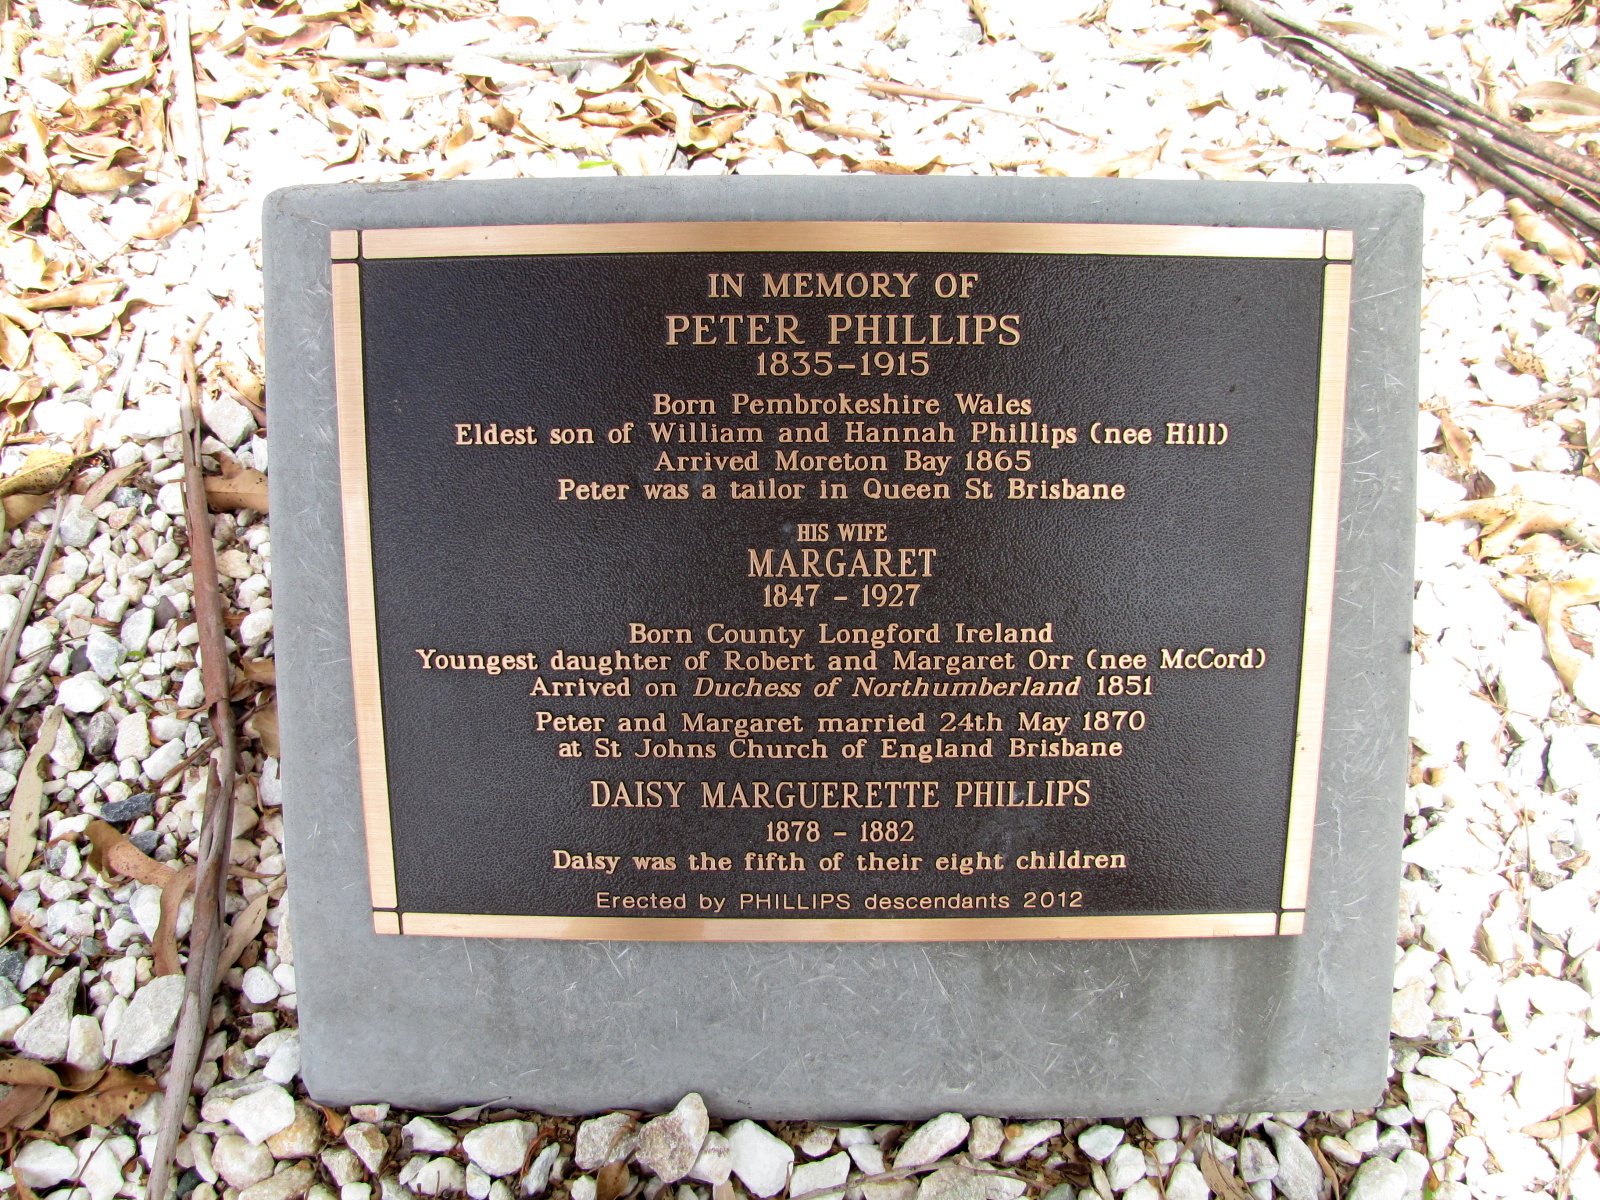 IN MEMORY OF
PETER PHILLIPS
1835-1915
Born Pembrokeshire Wales
Eldest son of William and Hannah Phillips (nee Hill)
Arrived Moreton Bay 1865
Peter was a tailor in Queen St Brisbane
HIS WIFE
MARGARET
1847 - 1927
Born County Longford Ireland
Youngest daughter of Robert and Margaret Orr (nee McCord)
Arrived on Duchess of Northumberland 1851
Peter and Margaret married 24th May 1870
at St Johns Church of England Brisbane
DAISY MARGUERETTE PHILLIPS
1878 - 1882
Daisy was the fifth of their eight children
Erected by PHILLIPS descendants 2012